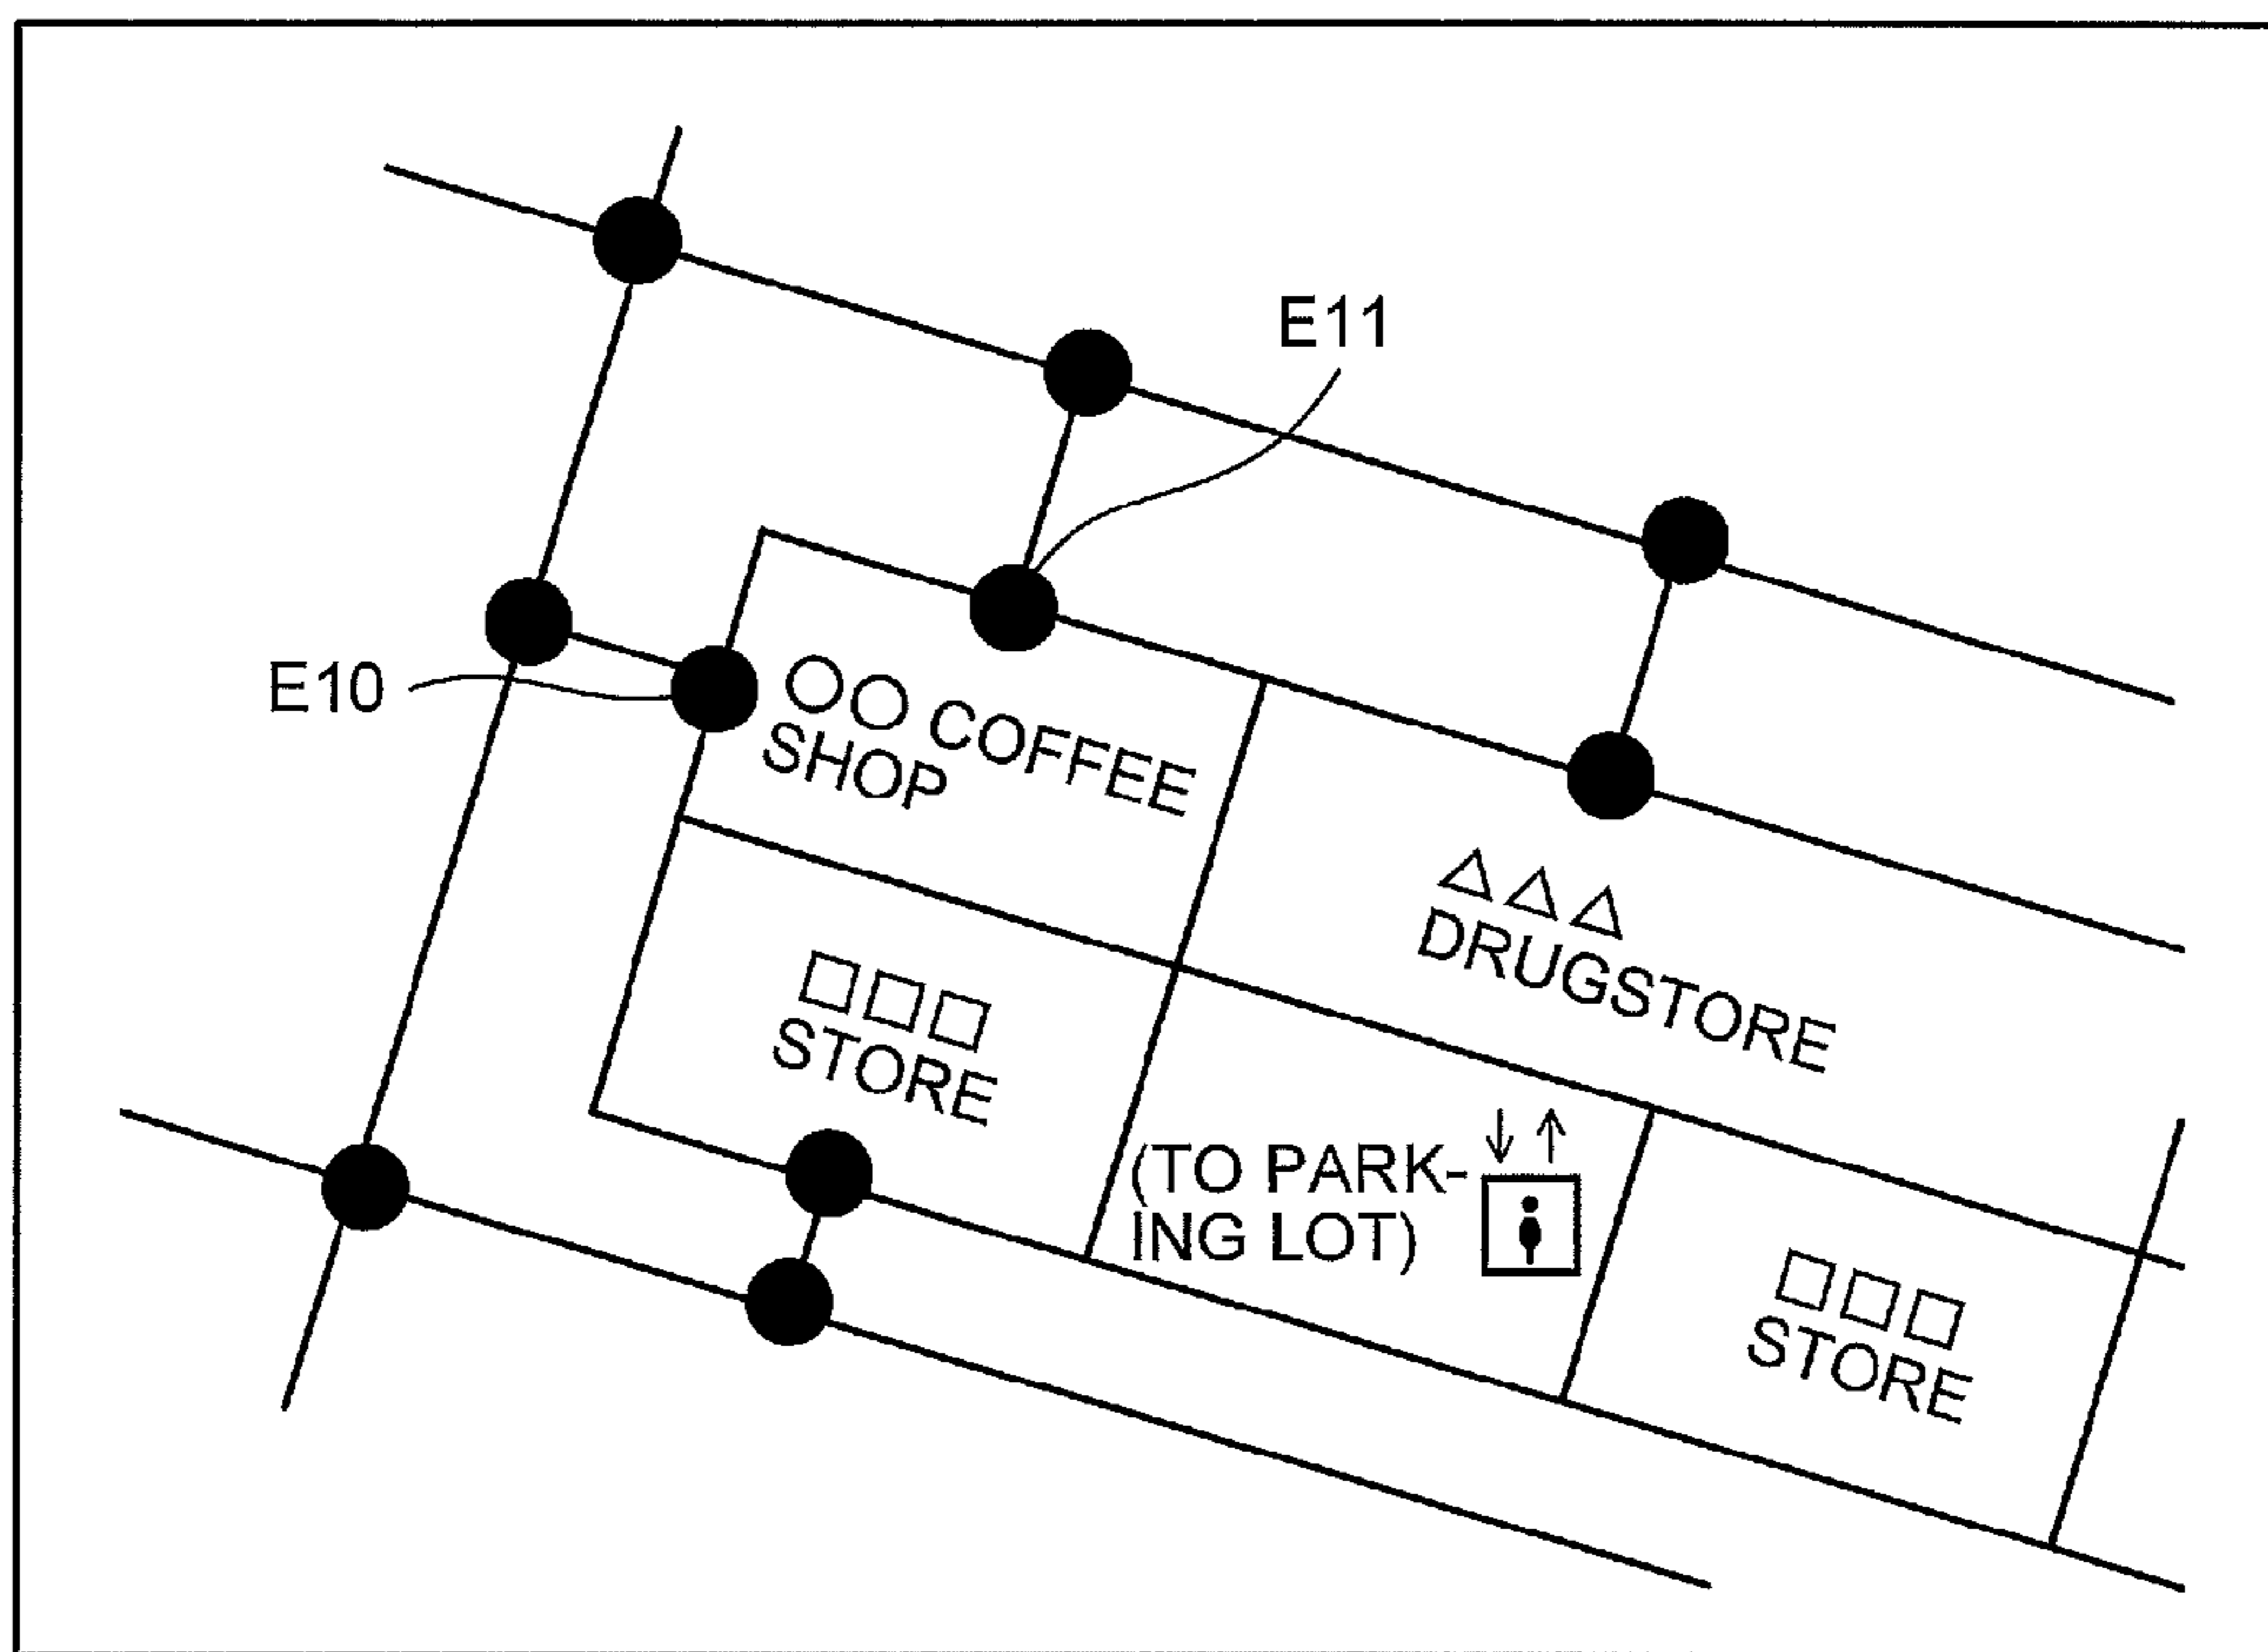 E11
E10
○○ COFFEE
SHOP
△△△
DRUGSTORE
□□□
STORE
(TO PARK-
ING LOT)
□□□
STORE